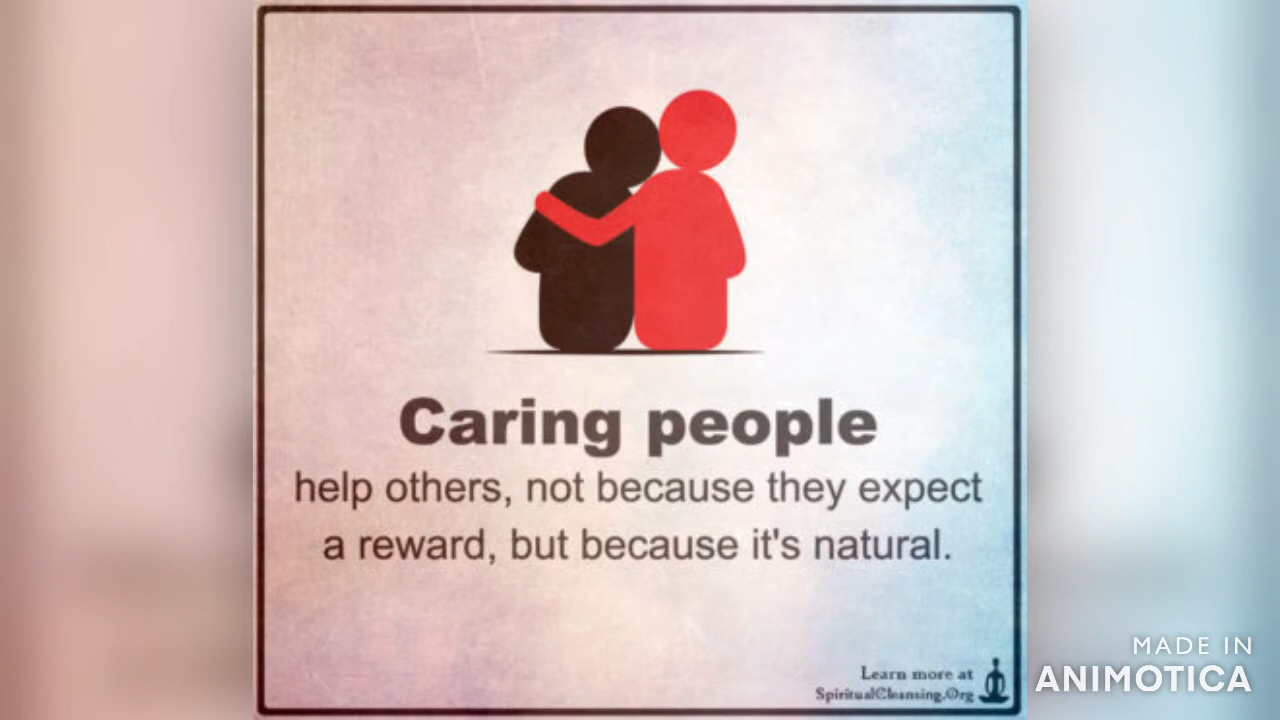 Caring people
help others, not because they expect
a reward, but because it's natural.
Learn more at
SpiritualCleansing.Org
MADE IN
ANIMOTICA